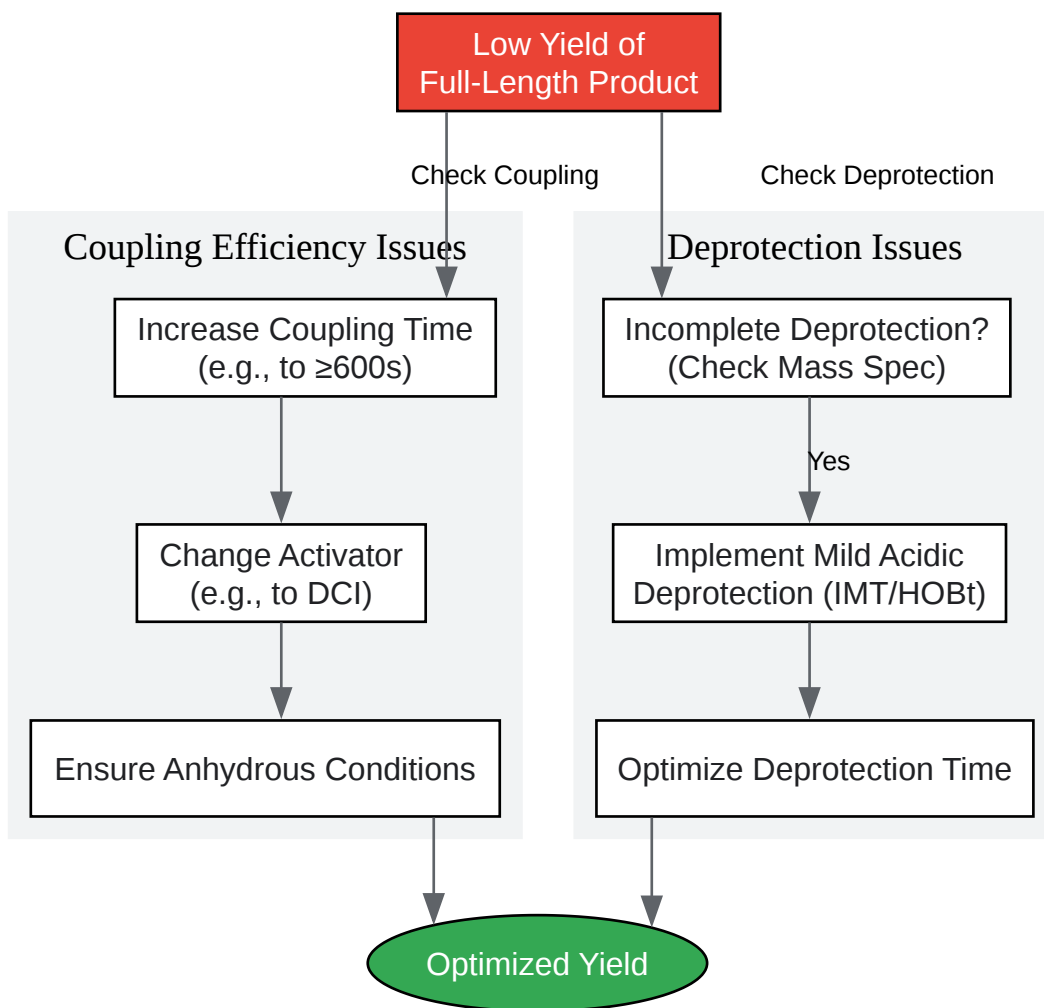 Low Yield of
Full-Length Product
Check Coupling
Check Deprotection
Coupling Efficiency Issues
Deprotection Issues
Increase Coupling Time
(e.g., to ≥600s)
Incomplete Deprotection?
(Check Mass Spec)
Yes
Change Activator
(e.g., to DCI)
Implement Mild Acidic
Deprotection (IMT/HOBt)
Ensure Anhydrous Conditions
Optimize Deprotection Time
Optimized Yield